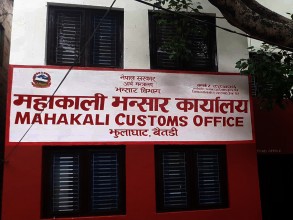 नेपाल सरकार
अर्थ मन्त्रालय
भन्सार विभाग
महाकाली भन्सार कार्यालय
MAHAKALI CUSTOMS OFFICE
झुलाघाट, बैतडी